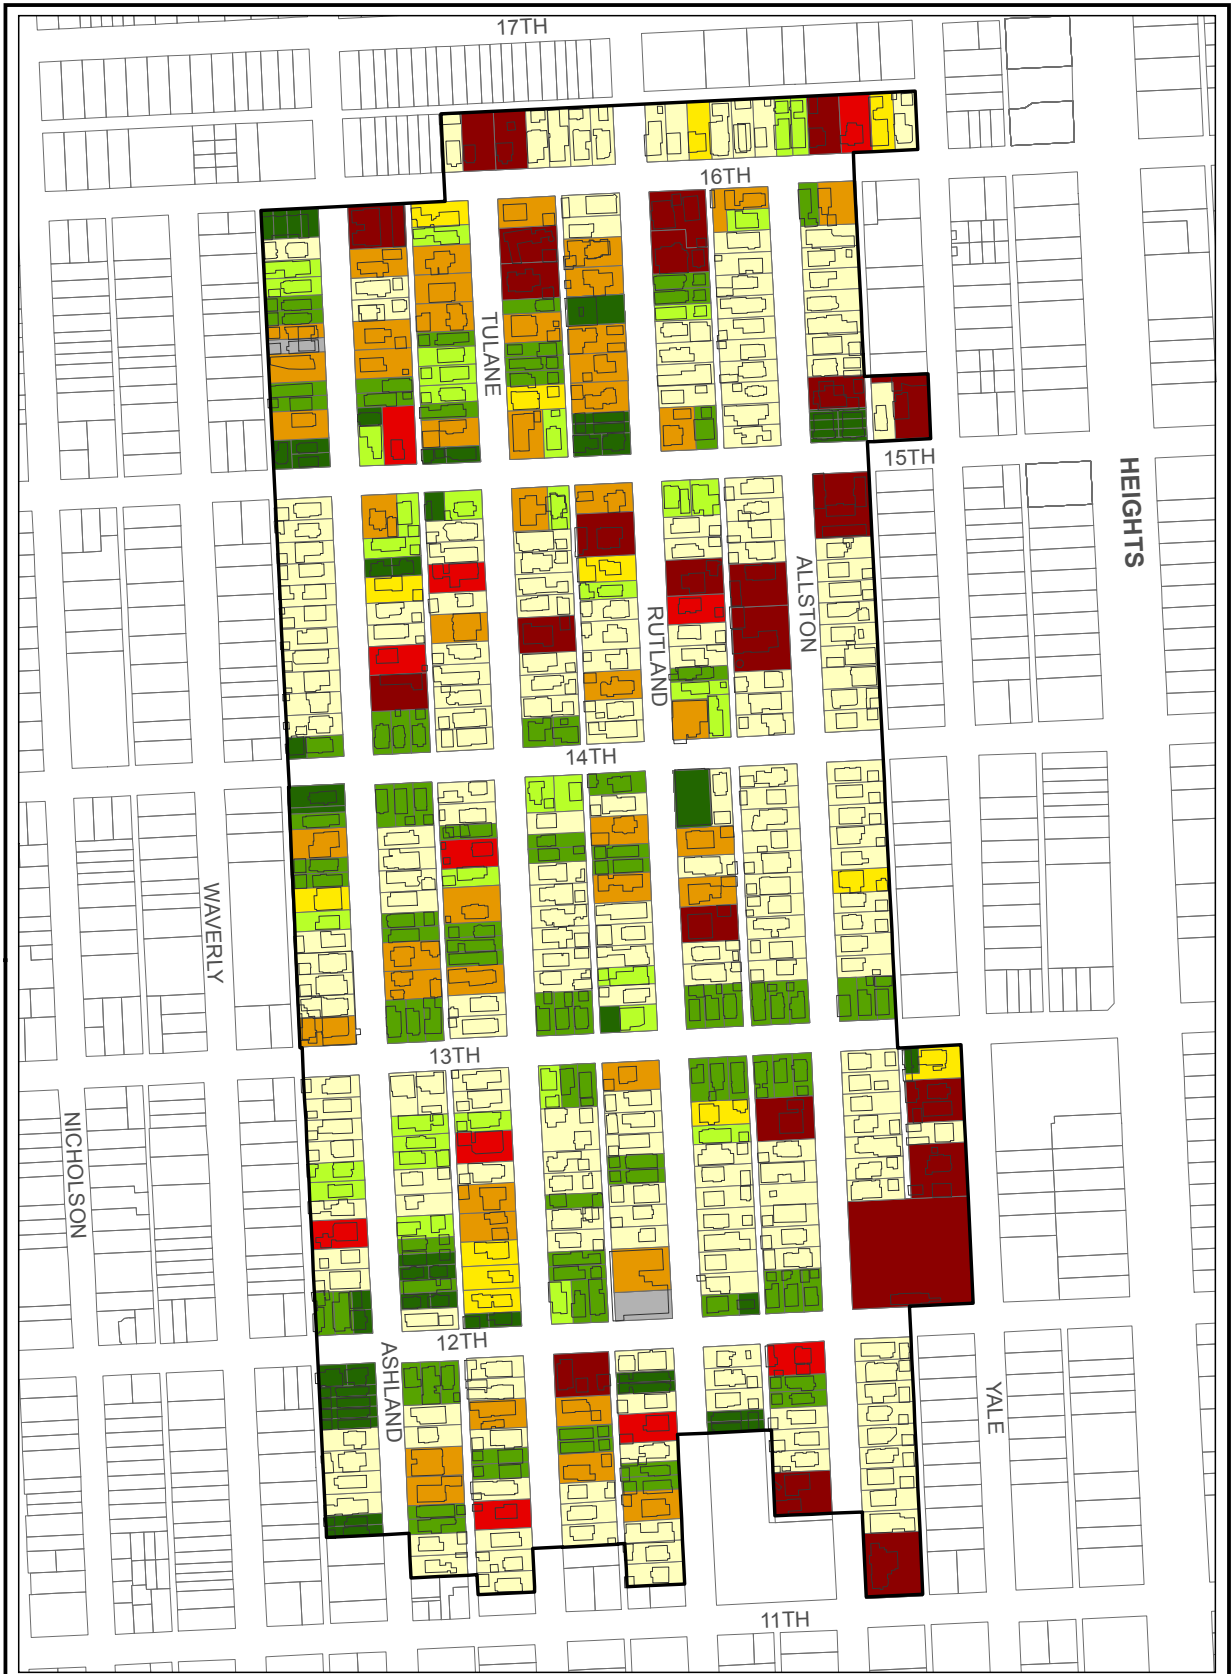 17TH
16TH
TULANE
15TH
HEIGHTS
ALLSTON
RUTLAND
14TH
WAVERLY
13TH
NICHOLSON
12TH
ASHLAND
YALE
11TH